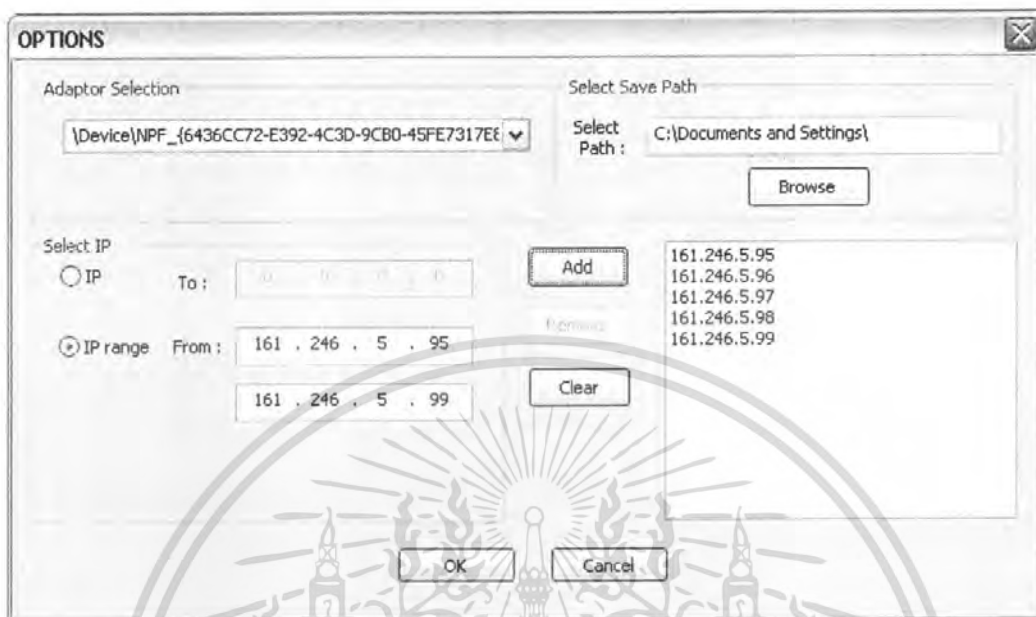 OPTIONS
Adaptor Selection
\Device\NPF_{6436CC72-E392-4C3D-9CB0-45FE7317E8
Select Save Path
Select Path :
C:\Documents and Settings\
Browse
Select IP
IP
To :
IP range
From :
161 . 246 . 5 . 95
161 . 246 . 5 . 99
Add
Remove
Clear
161.246.5.95
161.246.5.96
161.246.5.97
161.246.5.98
161.246.5.99
OK
Cancel